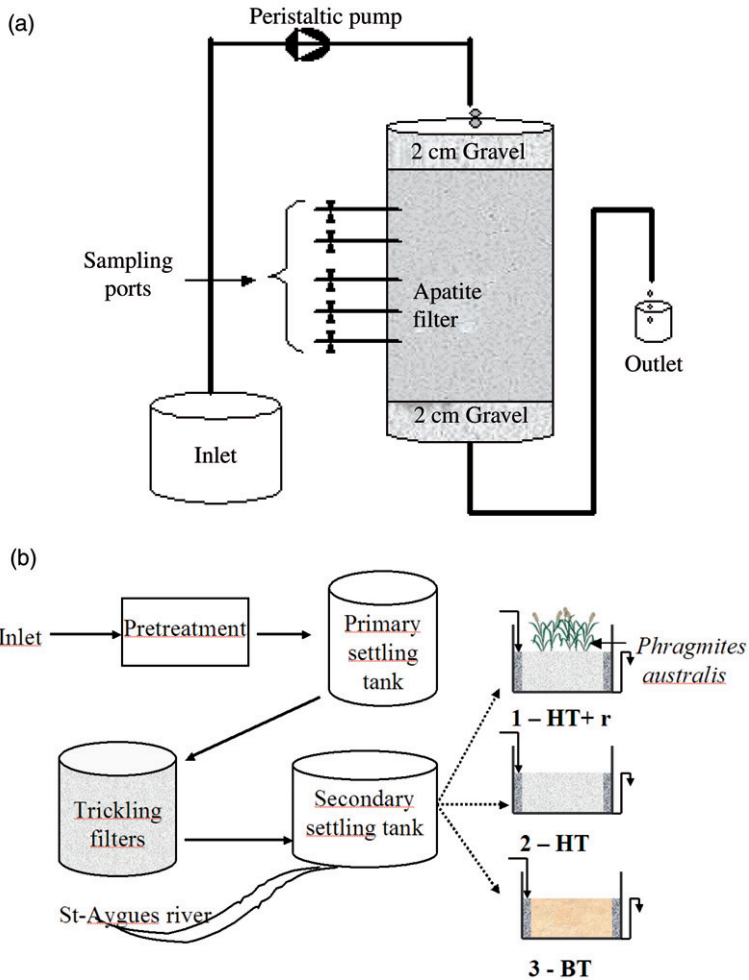 (a)
Peristaltic pump
2 cm Gravel
Sampling
ports
Apatite
filter
Outlet
2 cm Gravel
Inlet
(b)
Inlet
Pretreatment
Primary
settling
tank
Phragmites
australis
1 – HT+ r
Trickling
filters
Secondary
settling tank
2 – HT
St-Aygues river
3 - BT